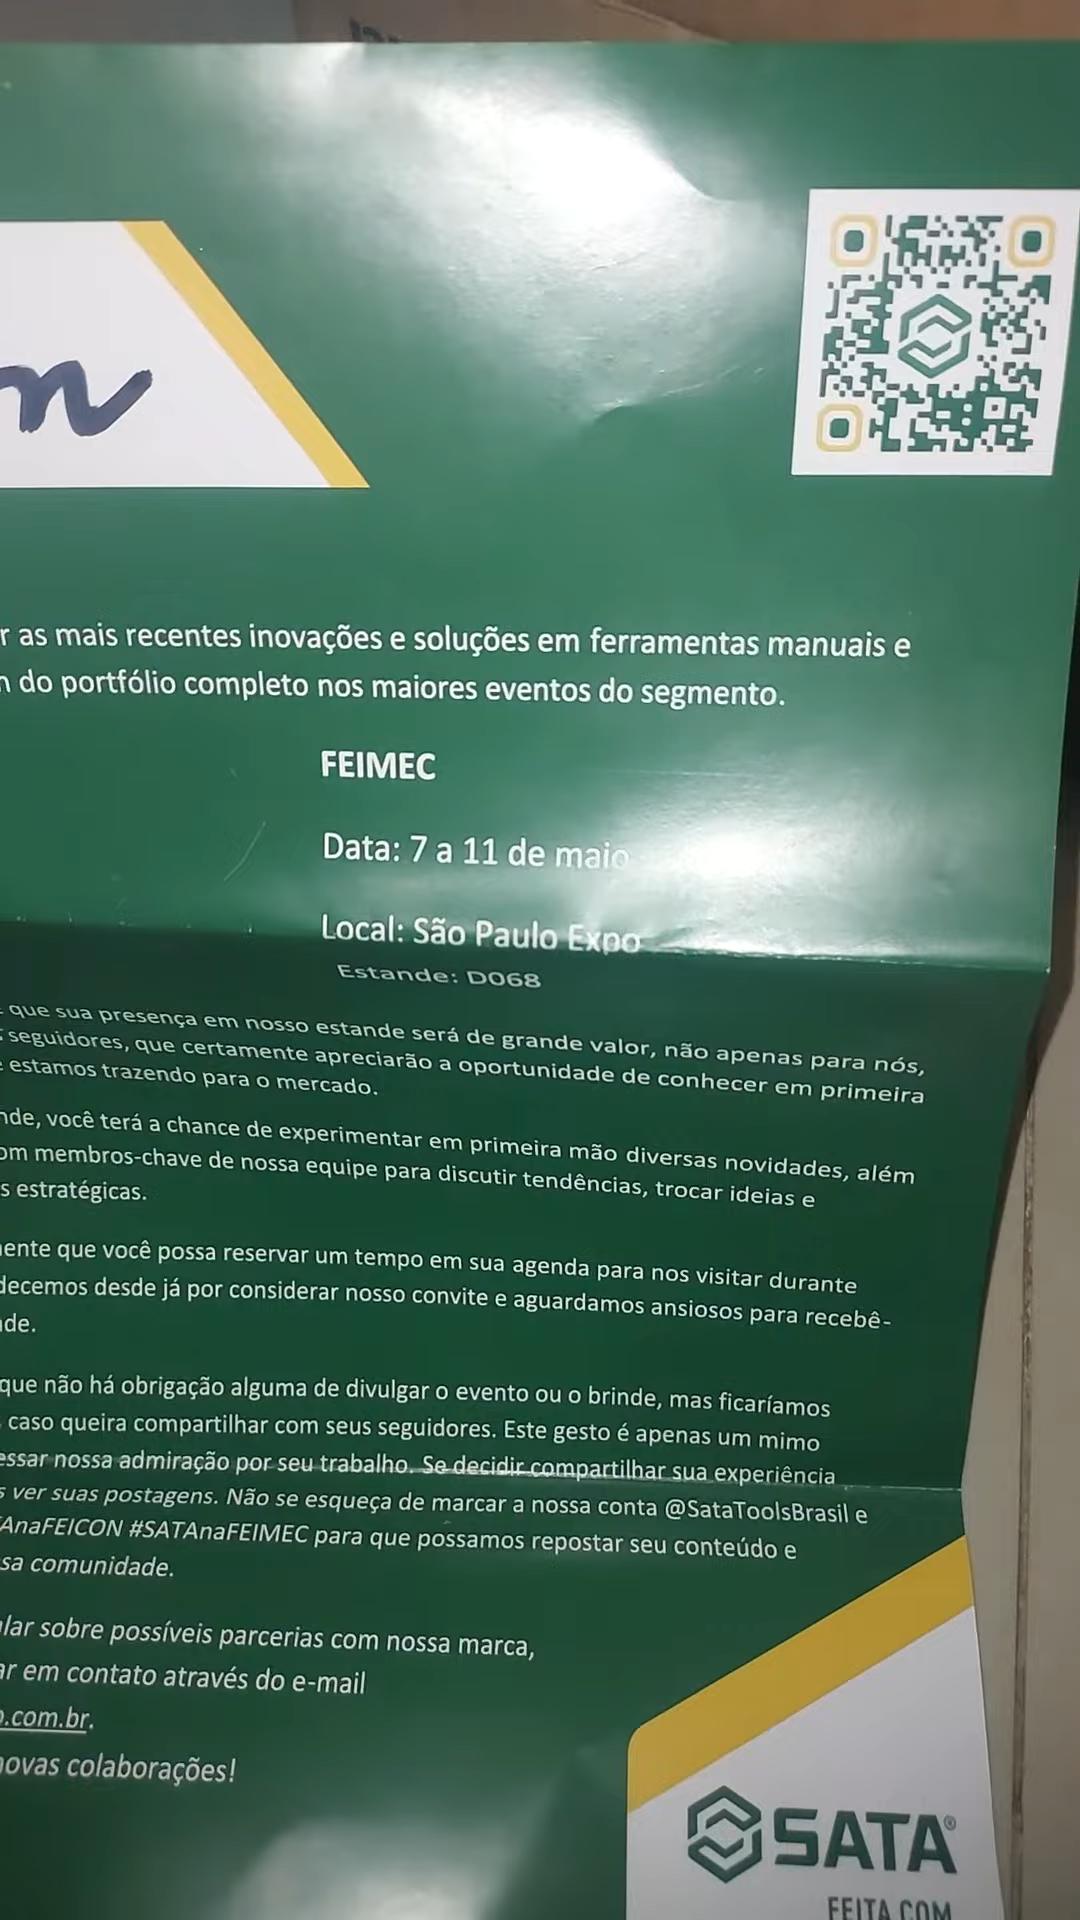 r as mais recentes inovações e soluções em ferramentas manuais e
do portfólio completo nos maiores eventos do segmento.
FEIMEC
Data: 7 a 11 de maio
Local: São Paulo Expo
Estande: D068
que sua presença em nosso estande será de grande valor, não apenas para nós,
seguidores, que certamente apreciarão a oportunidade de conhecer em primeira
estamos trazendo para o mercado.
nde, você terá a chance de experimentar em primeira mão diversas novidades, além
om membros-chave de nossa equipe para discutir tendências, trocar ideias e
s estratégicas.
ente que você possa reservar um tempo em sua agenda para nos visitar durante
decemos desde já por considerar nosso convite e aguardamos ansiosos para recebê-
nde.
que não há obrigação alguma de divulgar o evento ou o brinde, mas ficaríamos
caso queira compartilhar com seus seguidores. Este gesto é apenas um mimo
essar nossa admiração por seu trabalho. Se decidir compartilhar sua experiência
s ver suas postagens. Não se esqueça de marcar a nossa conta @SataToolsBrasil e
AnaFEICON #SATAnaFEIMEC para que possamos repostar seu conteúdo e
sa comunidade.
lar sobre possíveis parcerias com nossa marca,
ar em contato através do e-mail
.com.br.
novas colaborações!
SATA®
FEITA COM